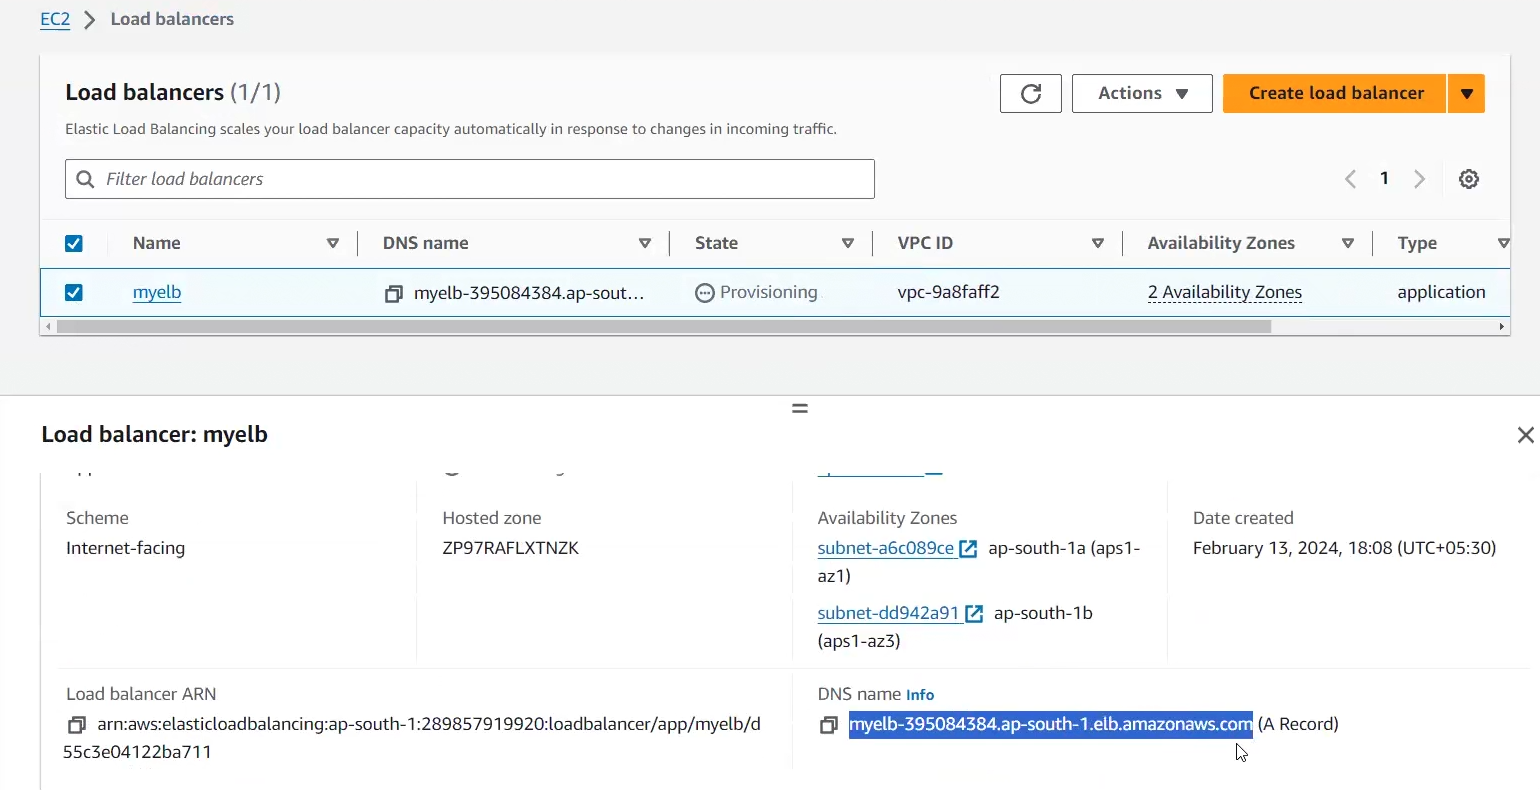 EC2 > Load balancers
Load balancers (1/1)
Actions
Create load balancer
Elastic Load Balancing scales your load balancer capacity automatically in response to changes in incoming traffic.
Filter load balancers
1
Name DNS name State VPC ID Availability Zones Type
myelb myelb-395084384.ap-sout... Provisioning vpc-9a8faff2 2 Availability Zones application
Load balancer: myelb
Scheme
Internet-facing
Hosted zone
ZP97RAFLXTNZK
Availability Zones
subnet-a6c089ce ap-south-1a (aps1-
az1)
subnet-dd942a91 ap-south-1b
(aps1-az3)
Date created
February 13, 2024, 18:08 (UTC+05:30)
Load balancer ARN
arn:aws:elasticloadbalancing:ap-south-1:289857919920:loadbalancer/app/myelb/d
55c3e04122ba711
DNS name Info
myelb-395084384.ap-south-1.elb.amazonaws.com (A Record)